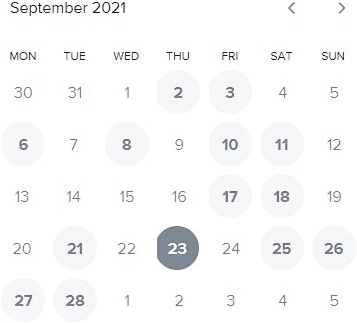 September 2021
MON TUE WED THU FRI SAT SUN
30 31 1 2 3 4 5
6 7 8 9 10 11 12
13 14 15 16 17 18 19
20 21 22 23 24 25 26
27 28 1 2 3 4 5